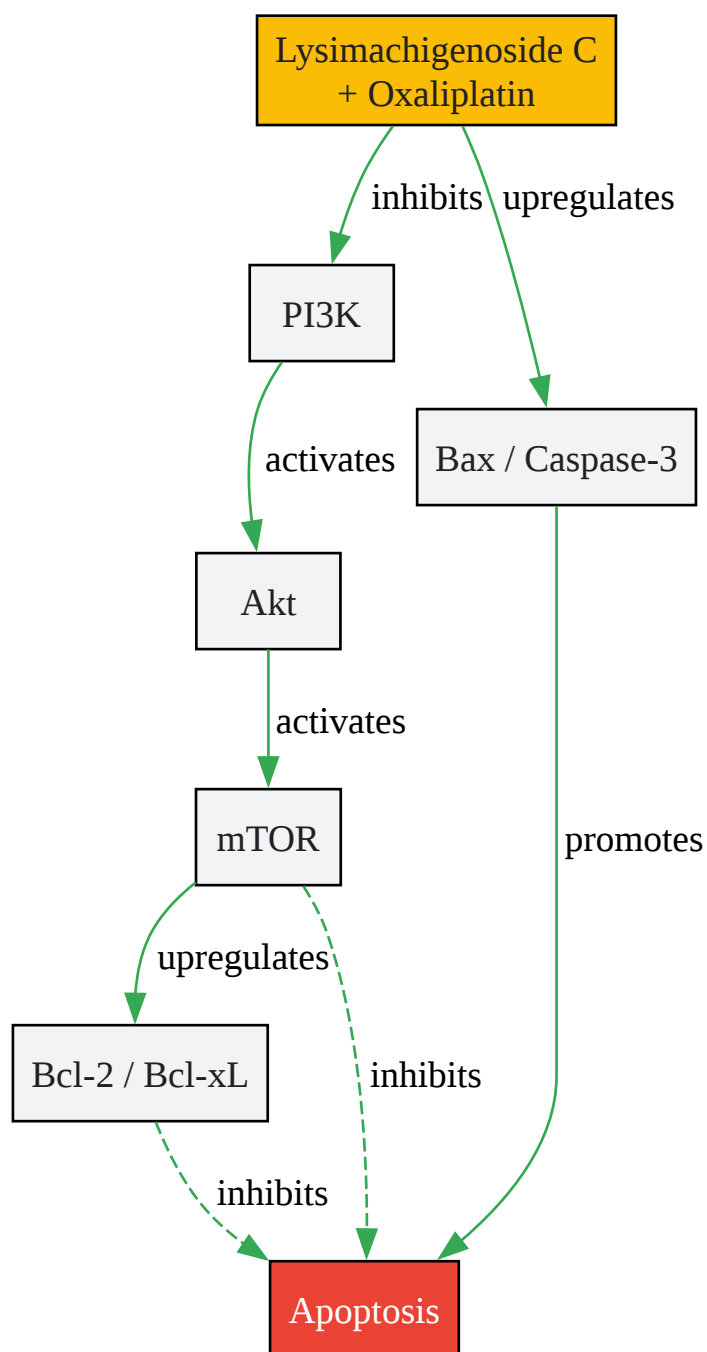 Lysimachigenoside C
+ Oxaliplatin
inhibits
upregulates
PI3K
activates
Bax / Caspase-3
Akt
activates
mTOR
promotes
upregulates
Bcl-2 / Bcl-xL
inhibits
inhibits
Apoptosis